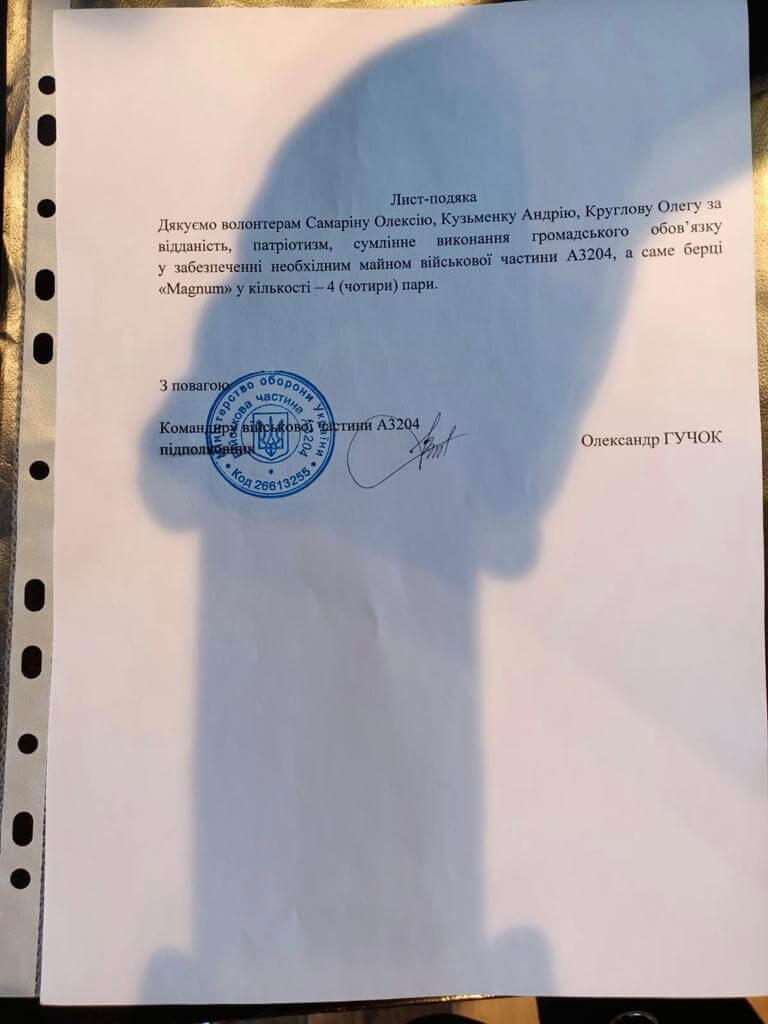 Лист-подяка
Дякуємо волонтерам Самаріну Олексію, Кузьменку Андрію, Круглову Олегу за
відданість, патріотизм, сумлінне виконання громадського обов’язку
у забезпеченні необхідним майном військової частини А3204, а саме берці
«Magnum» у кількості – 4 (чотири) пари.
З повагою
Командир військової частини А3204
підполковник
Олександр ГУЧОК
Міністерство оборони України
Військова частина А3204
Код 26613255